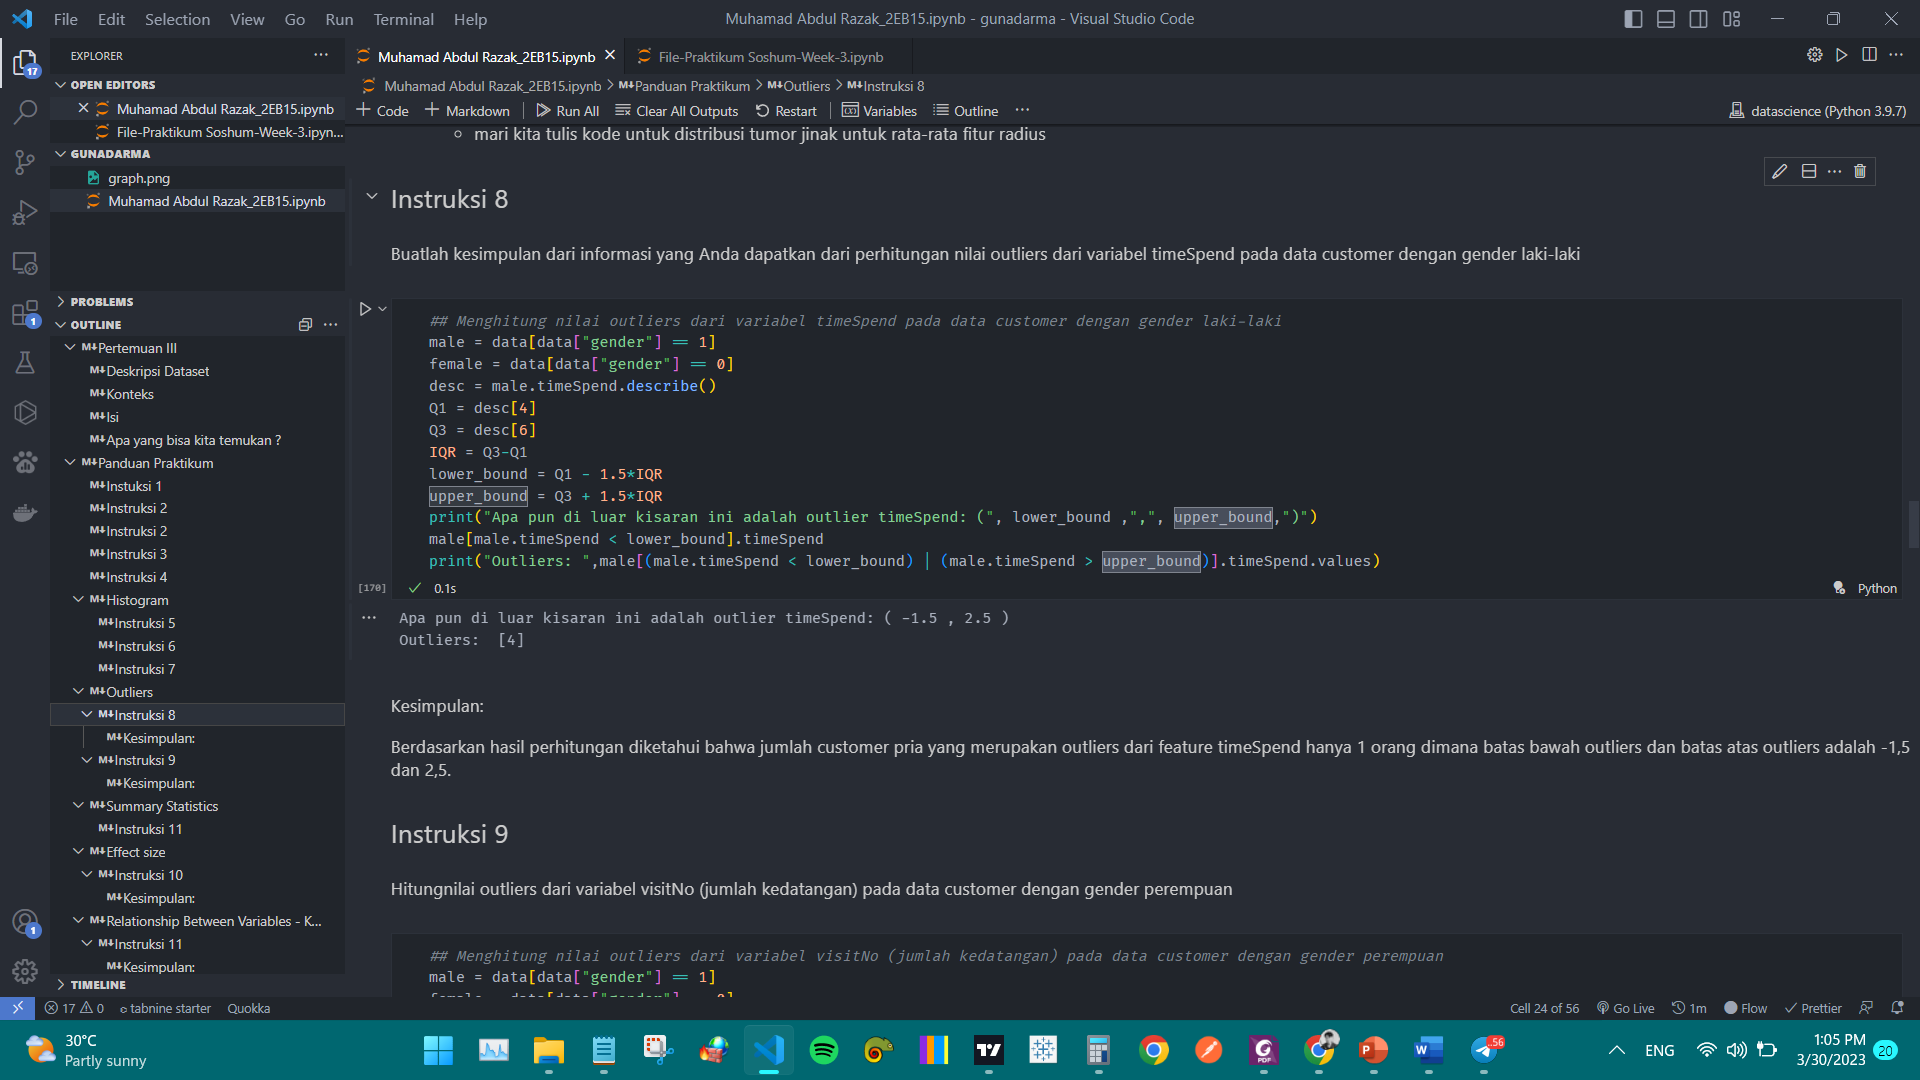 File Edit Selection View Go Run Terminal Help
Muhamad Abdul Razak_2EB15.ipynb - gunadarma - Visual Studio Code
EXPLORER
OPEN EDITORS
Muhamad Abdul Razak_2EB15.ipynb
File-Praktikum Soshum-Week-3.ipyn...
GUNADARMA
graph.png
Muhamad Abdul Razak_2EB15.ipynb
PROBLEMS
OUTLINE
Pertemuan III
Deskripsi Dataset
Konteks
Isi
Apa yang bisa kita temukan ?
Panduan Praktikum
Instuksi 1
Instruksi 2
Instruksi 2
Instruksi 3
Instruksi 4
Histogram
Instruksi 5
Instruksi 6
Instruksi 7
Outliers
Instruksi 8
Kesimpulan:
Instruksi 9
Kesimpulan:
Summary Statistics
Instruksi 11
Effect size
Instruksi 10
Kesimpulan:
Relationship Between Variables - K...
Instruksi 11
Kesimpulan:
TIMELINE
Muhamad Abdul Razak_2EB15.ipynb
File-Praktikum Soshum-Week-3.ipynb
Muhamad Abdul Razak_2EB15.ipynb > Panduan Praktikum > Outliers > Instruksi 8
Code Markdown Run All Clear All Outputs Restart Variables Outline
datascience (Python 3.9.7)
mari kita tulis kode untuk distribusi tumor jinak untuk rata-rata fitur radius
Instruksi 8
Buatlah kesimpulan dari informasi yang Anda dapatkan dari perhitungan nilai outliers dari variabel timeSpend pada data customer dengan gender laki-laki
## Menghitung nilai outliers dari variabel timeSpend pada data customer dengan gender laki-laki
male = data[data["gender"] == 1]
female = data[data["gender"] == 0]
desc = male.timeSpend.describe()
Q1 = desc[4]
Q3 = desc[6]
IQR = Q3-Q1
lower_bound = Q1 - 1.5*IQR
upper_bound = Q3 + 1.5*IQR
print("Apa pun di luar kisaran ini adalah outlier timeSpend: (", lower_bound ,",", upper_bound,")")
male[male.timeSpend < lower_bound].timeSpend
print("Outliers: ",male[(male.timeSpend < lower_bound) | (male.timeSpend > upper_bound)].timeSpend.values)
[170]
0.1s
Python
Apa pun di luar kisaran ini adalah outlier timeSpend: ( -1.5 , 2.5 )
Outliers:  [4]
Kesimpulan:
Berdasarkan hasil perhitungan diketahui bahwa jumlah customer pria yang merupakan outliers dari feature timeSpend hanya 1 orang dimana batas bawah outliers dan batas atas outliers adalah -1,5
dan 2,5.
Instruksi 9
Hitungnilai outliers dari variabel visitNo (jumlah kedatangan) pada data customer dengan gender perempuan
## Menghitung nilai outliers dari variabel visitNo (jumlah kedatangan) pada data customer dengan gender perempuan
male = data[data["gender"] == 1]
female = data[data["gender"] == 0]
17 0 tabnine starter Quokka
Cell 24 of 56 Go Live 1m Flow Prettier
30°C
Partly sunny
ENG
1:05 PM
3/30/2023
20